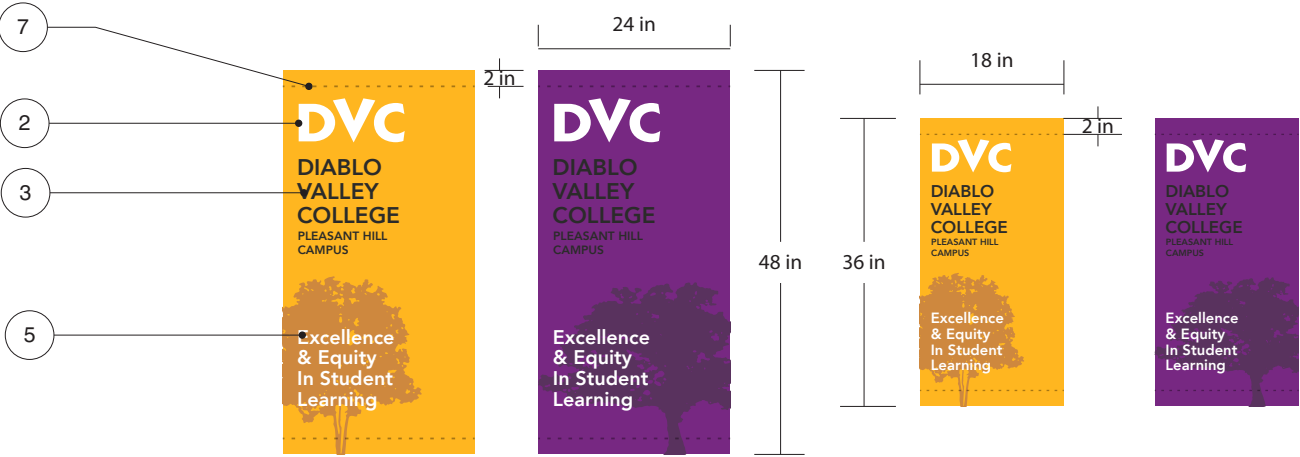 7
2
3
5
DVC
DIABLO
VALLEY
COLLEGE
PLEASANT HILL
CAMPUS
Excellence
& Equity
In Student
Learning
2 in
24 in
DVC
DIABLO
VALLEY
COLLEGE
PLEASANT HILL
CAMPUS
Excellence
& Equity
In Student
Learning
48 in
36 in
18 in
2 in
DVC
DIABLO
VALLEY
COLLEGE
PLEASANT HILL
CAMPUS
Excellence
& Equity
In Student
Learning
DVC
DIABLO
VALLEY
COLLEGE
PLEASANT HILL
CAMPUS
Excellence
& Equity
In Student
Learning